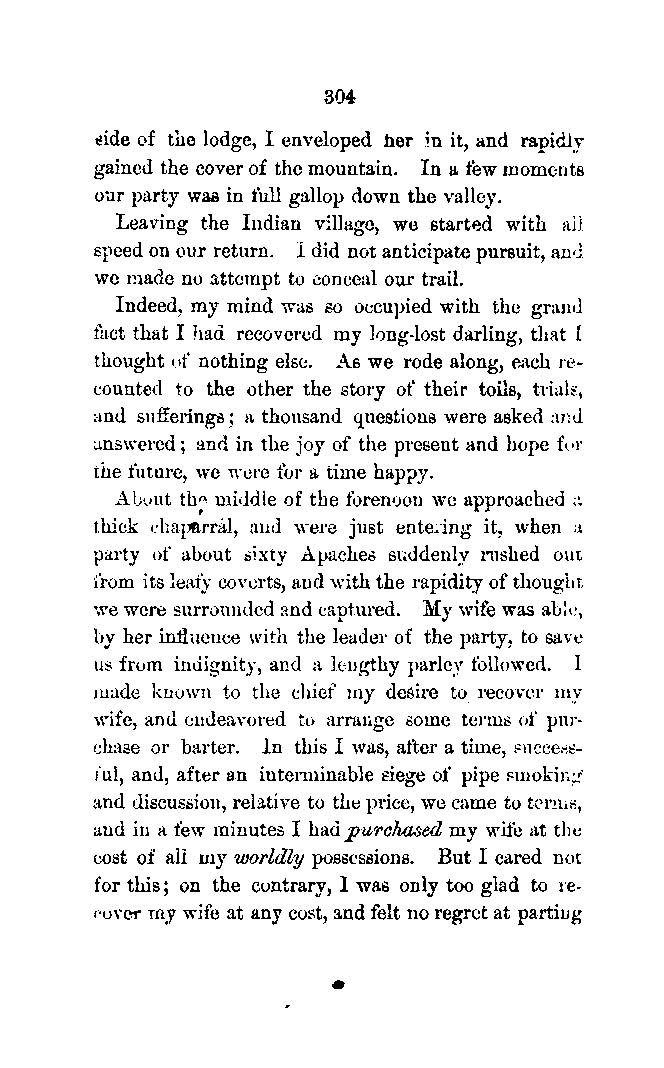 304
side of the lodge, I enveloped her in it, and rapidly
gained the cover of the mountain. In a few moments
our party was in full gallop down the valley.
Leaving the Indian village, we started with all
speed on our return. I did not anticipate pursuit, and
we made no attempt to conceal our trail.
Indeed, my mind was so occupied with the grand
fact that I had recovered my long-lost darling, that I
thought of nothing else. As we rode along, each re-
counted to the other the story of their toils, trials,
and sufferings; a thousand questions were asked and
answered; and in the joy of the present and hope for
the future, we were for a time happy.
About the middle of the forenoon we approached a
thick chaparral, and were just entering it, when a
party of about sixty Apaches suddenly rushed out
from its leafy coverts, and with the rapidity of thought
we were surrounded and captured. My wife was able,
by her influence with the leader of the party, to save
us from indignity, and a lengthy parley followed. I
made known to the chief my desire to recover my
wife, and endeavored to arrange some terms of pur-
chase or barter. In this I was, after a time, success-
ful, and, after an interminable siege of pipe smoking
and discussion, relative to the price, we came to terms,
and in a few minutes I had purchased my wife at the
cost of all my worldly possessions. But I cared not
for this; on the contrary, I was only too glad to re-
cover my wife at any cost, and felt no regret at parting